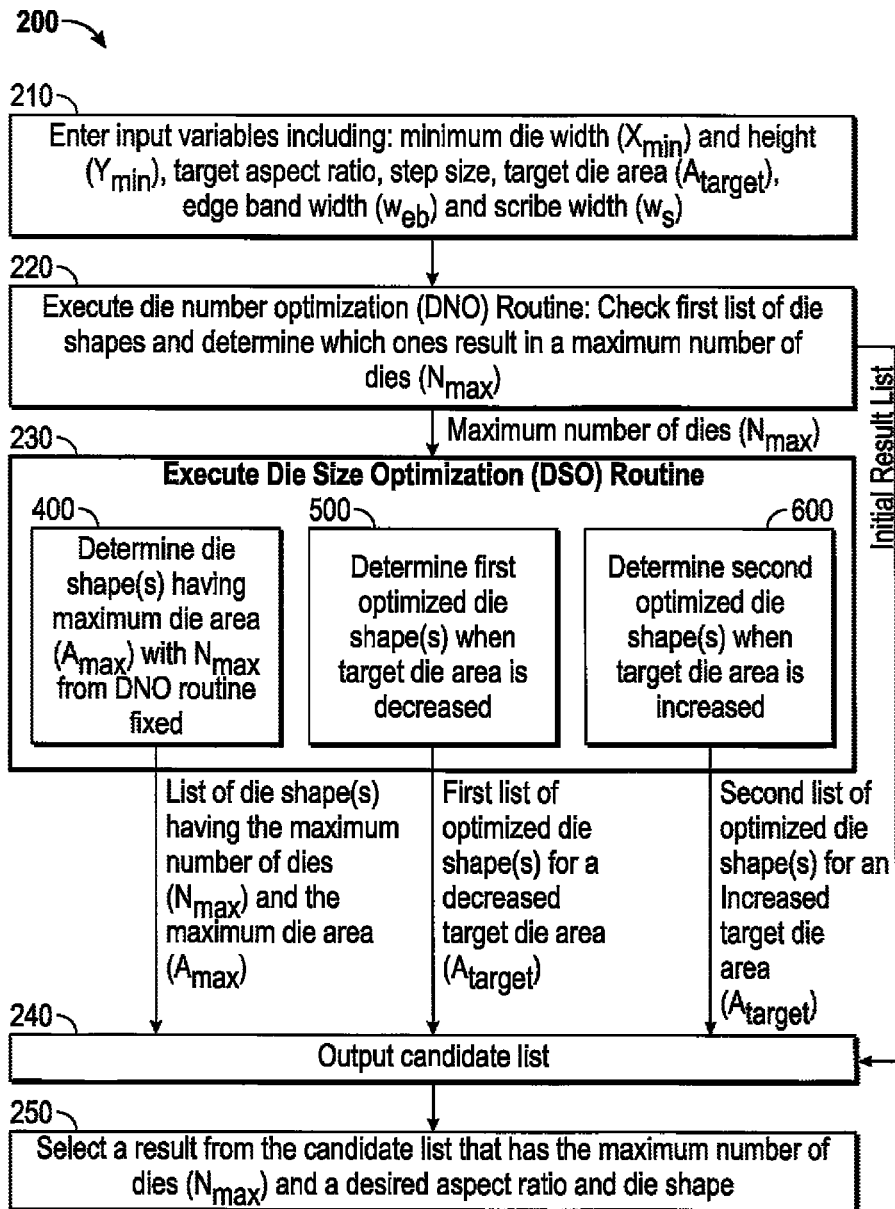 200
210
Enter input variables including: minimum die width (Xmin) and height
(Ymin), target aspect ratio, step size, target die area (Atarget),
edge band width (web) and scribe width (ws)
220
Execute die number optimization (DNO) Routine: Check first list of die
shapes and determine which ones result in a maximum number of
dies (Nmax)
Initial Result List
Maximum number of dies (Nmax)
230
Execute Die Size Optimization (DSO) Routine
400
Determine die
shape(s) having
maximum die area
(Amax) with Nmax
from DNO routine
fixed
500
Determine first
optimized die
shape(s) when
target die area is
decreased
600
Determine second
optimized die
shape(s) when
target die area is
increased
List of die shape(s)
having the maximum
number of dies
(Nmax) and the
maximum die area
(Amax)
First list of
optimized die
shape(s) for a
decreased
target die area
(Atarget)
Second list of
optimized die
shape(s) for an
Increased
target die
area
(Atarget)
240
Output candidate list
250
Select a result from the candidate list that has the maximum number of
dies (Nmax) and a desired aspect ratio and die shape